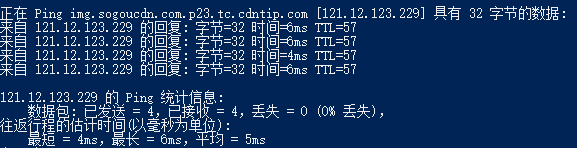 正在 Ping img.sogoucdn.com.p23.tc.cdntip.com [121.12.123.229] 具有 32 字节的数据:
来自 121.12.123.229 的回复: 字节=32 时间=6ms TTL=57
来自 121.12.123.229 的回复: 字节=32 时间=6ms TTL=57
来自 121.12.123.229 的回复: 字节=32 时间=4ms TTL=57
来自 121.12.123.229 的回复: 字节=32 时间=6ms TTL=57
121.12.123.229 的 Ping 统计信息:
数据包: 已发送 = 4，已接收 = 4，丢失 = 0 (0% 丢失)，
往返行程的估计时间(以毫秒为单位):
最短 = 4ms，最长 = 6ms，平均 = 5ms